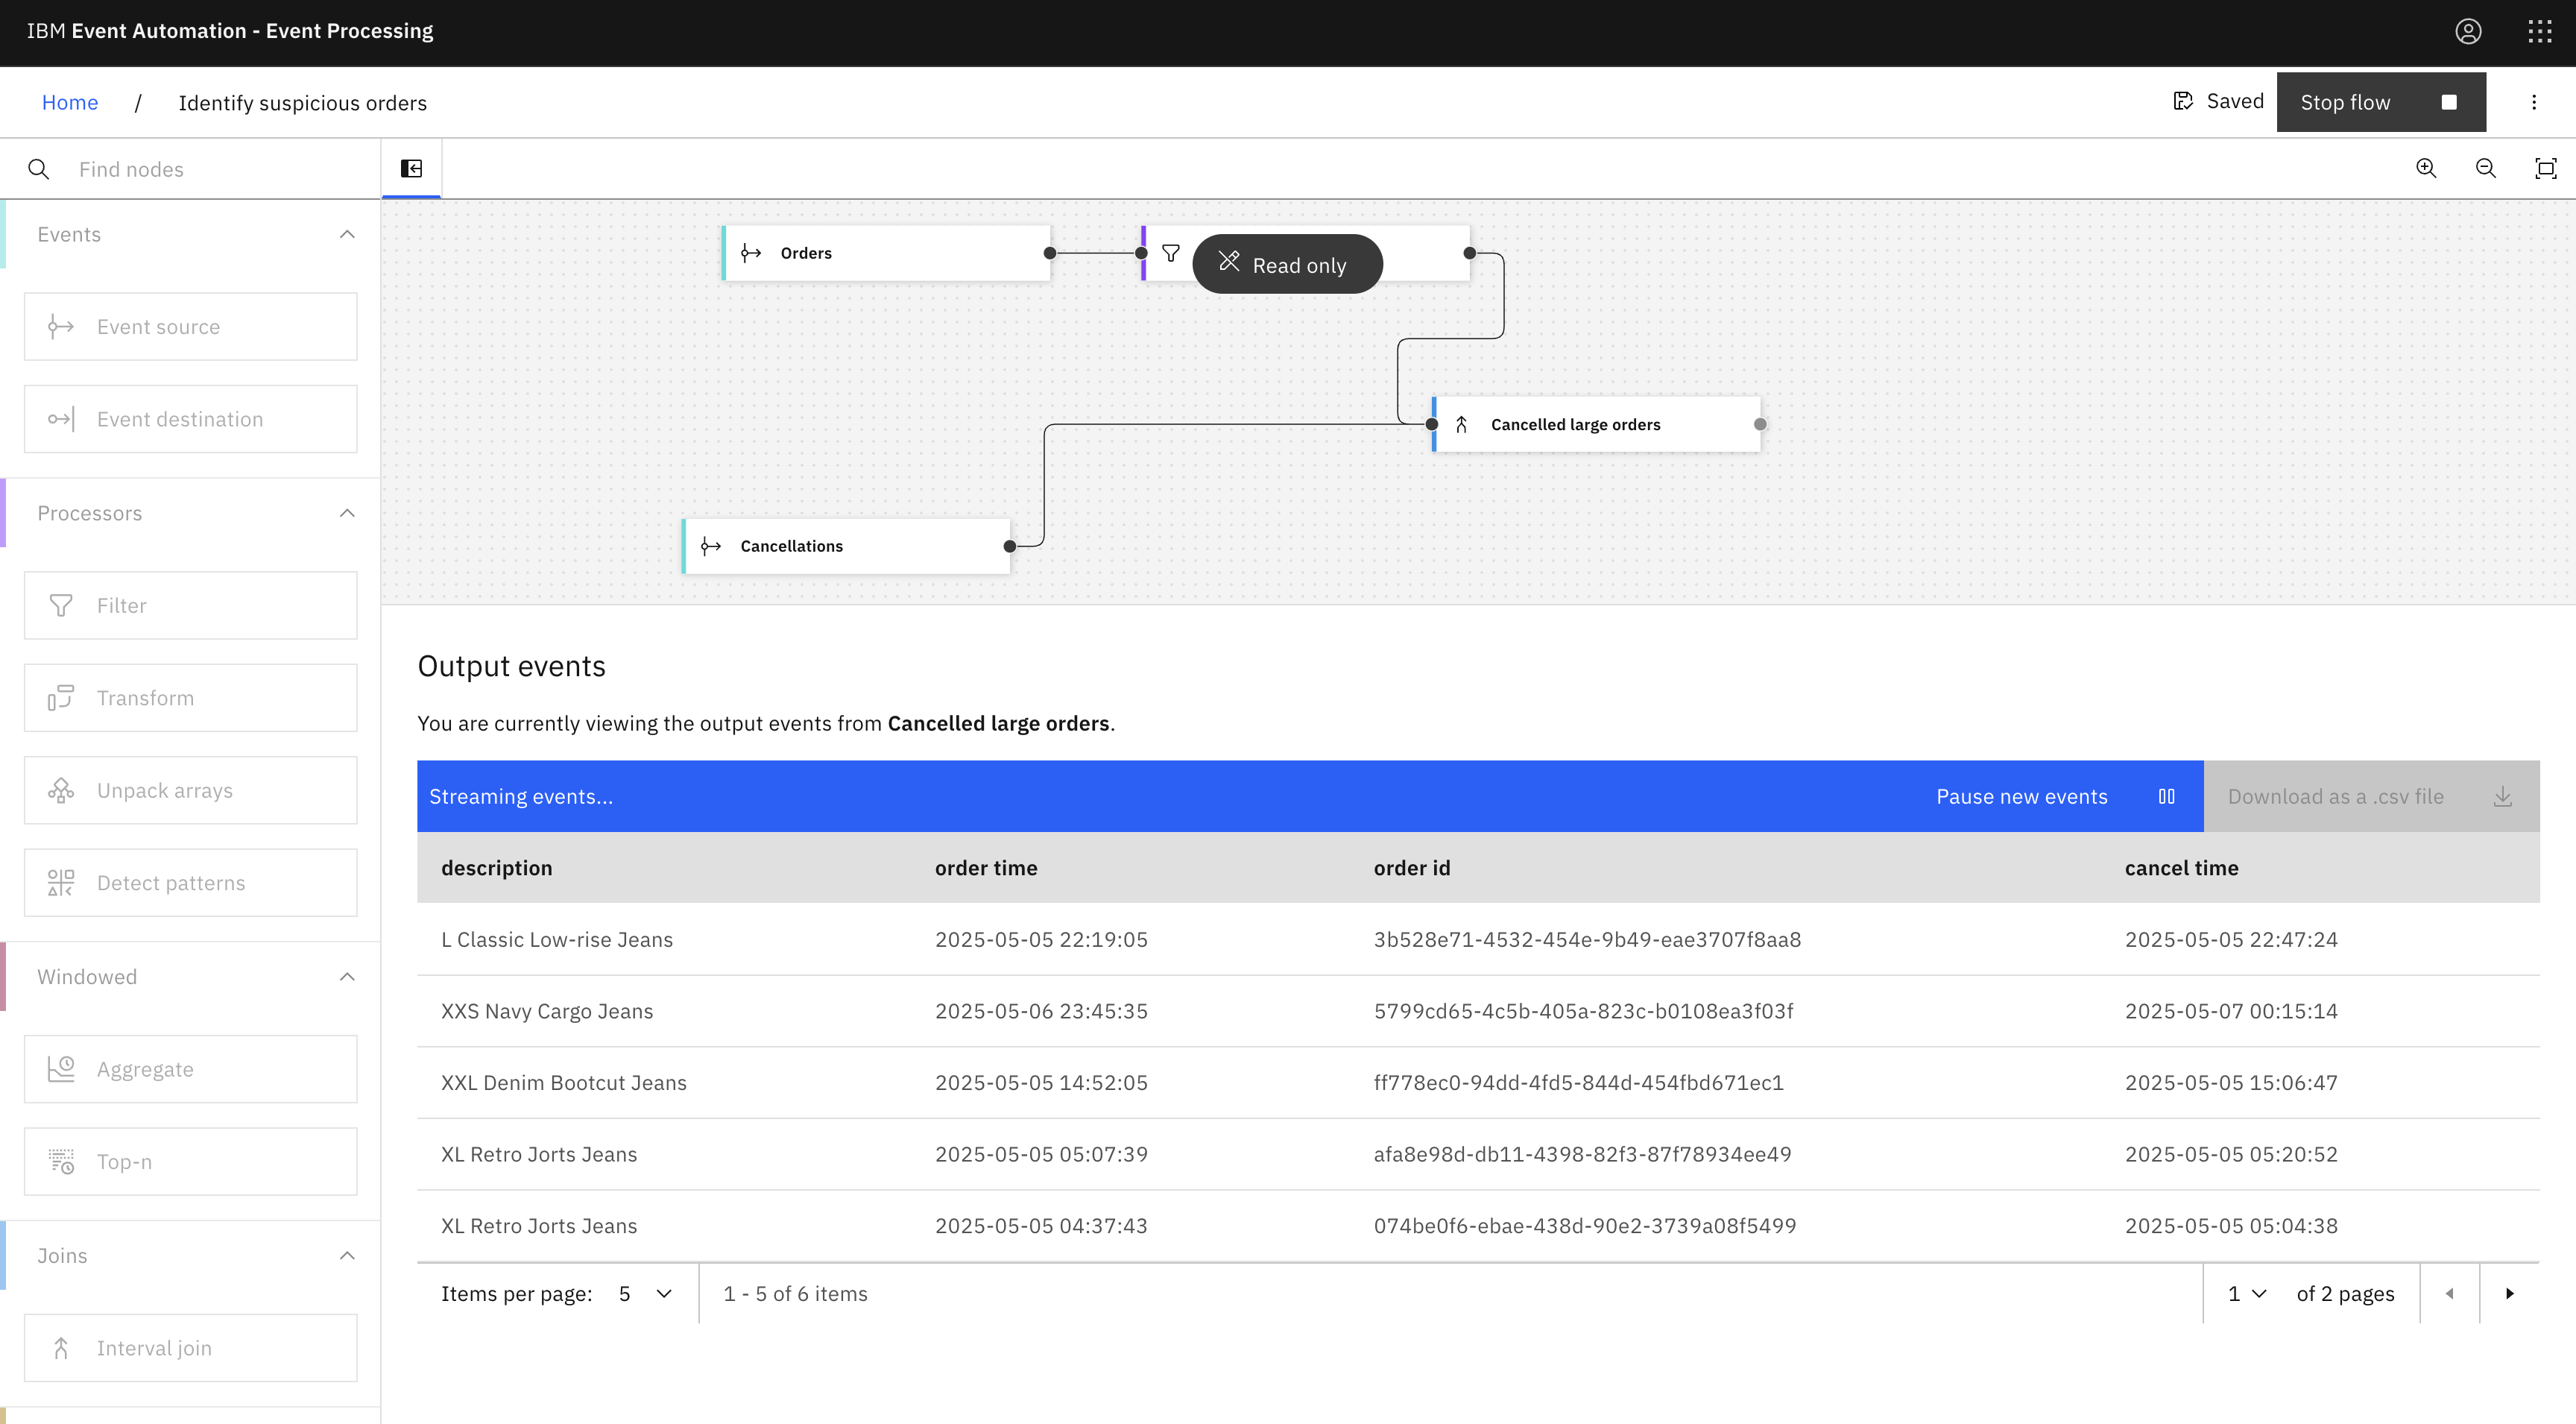 IBM Event Automation - Event Processing
Home / Identify suspicious orders
Saved
Stop flow
Find nodes
Events
Event source
Event destination
Processors
Filter
Transform
Unpack arrays
Detect patterns
Windowed
Aggregate
Top-n
Joins
Interval join
Orders
Read only
Cancelled large orders
Cancellations
Output events
You are currently viewing the output events from Cancelled large orders.
Streaming events... Pause new events Download as a .csv file
description order time order id cancel time
L Classic Low-rise Jeans 2025-05-05 22:19:05 3b528e71-4532-454e-9b49-eae3707f8aa8 2025-05-05 22:47:24
XXS Navy Cargo Jeans 2025-05-06 23:45:35 5799cd65-4c5b-405a-823c-b0108ea3f03f 2025-05-07 00:15:14
XXL Denim Bootcut Jeans 2025-05-05 14:52:05 ff778ec0-94dd-4fd5-844d-454fbd671ec1 2025-05-05 15:06:47
XL Retro Jorts Jeans 2025-05-05 05:07:39 afa8e98d-db11-4398-82f3-87f78934ee49 2025-05-05 05:20:52
XL Retro Jorts Jeans 2025-05-05 04:37:43 074be0f6-ebae-438d-90e2-3739a08f5499 2025-05-05 05:04:38
Items per page: 5 1 - 5 of 6 items 1 of 2 pages